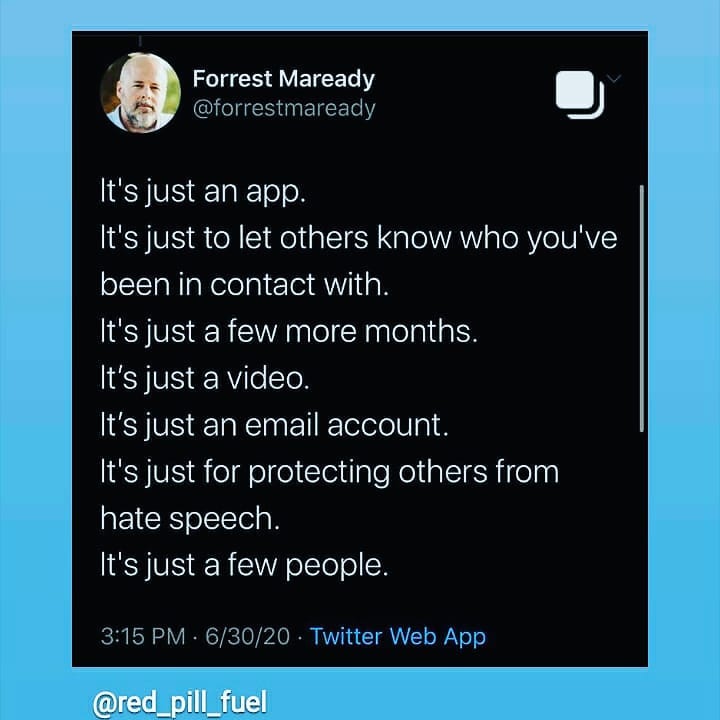 Forrest Maready
@forrestmaready
It's just an app.
It's just to let others know who you've
been in contact with.
It's just a few more months.
It's just a video.
It's just an email account.
It's just for protecting others from
hate speech.
It's just a few people.
3:15 PM · 6/30/20 · Twitter Web App
@red_pill_fuel